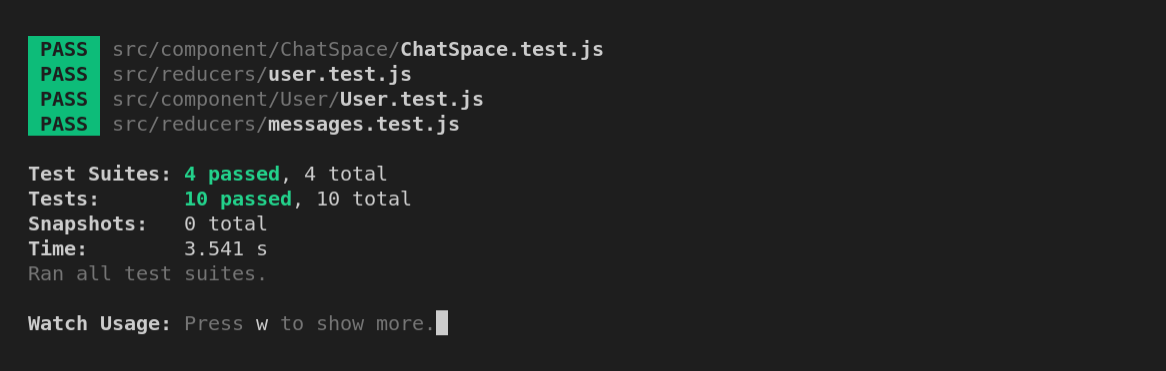 PASS src/component/ChatSpace/ChatSpace.test.js
PASS src/reducers/user.test.js
PASS src/component/User/User.test.js
PASS src/reducers/messages.test.js
Test Suites: 4 passed, 4 total
Tests: 10 passed, 10 total
Snapshots: 0 total
Time: 3.541 s
Ran all test suites.
Watch Usage: Press w to show more.